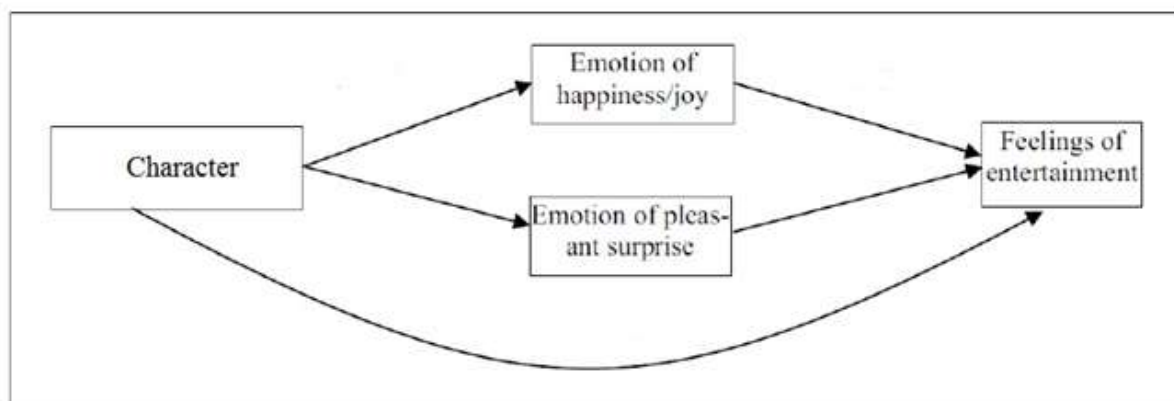 Emotion of
happiness/joy
Character
Feelings of
entertainment
Emotion of pleas-
ant surprise